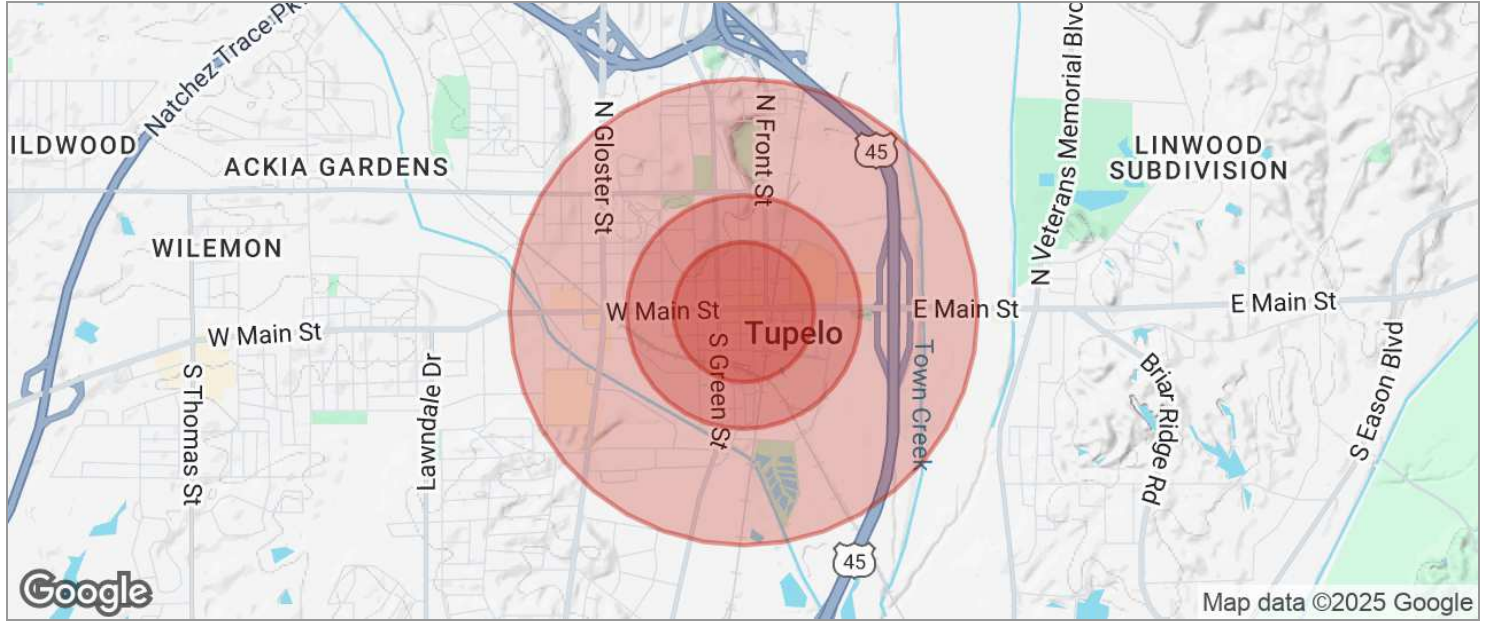 Natchez Trace Pk
ILDWOOD
ACKIA GARDENS
WILEMON
W Main St
S Thomas St
Lawndale Dr
N Gloster St
N Front St
45
W Main St
Tupelo
S Green St
E Main St
Town Creek
45
N Veterans Memorial Blvd
LINWOOD
SUBDIVISION
E Main St
Briar Ridge Rd
S Eason Blvd
Google
Map data ©2025 Google